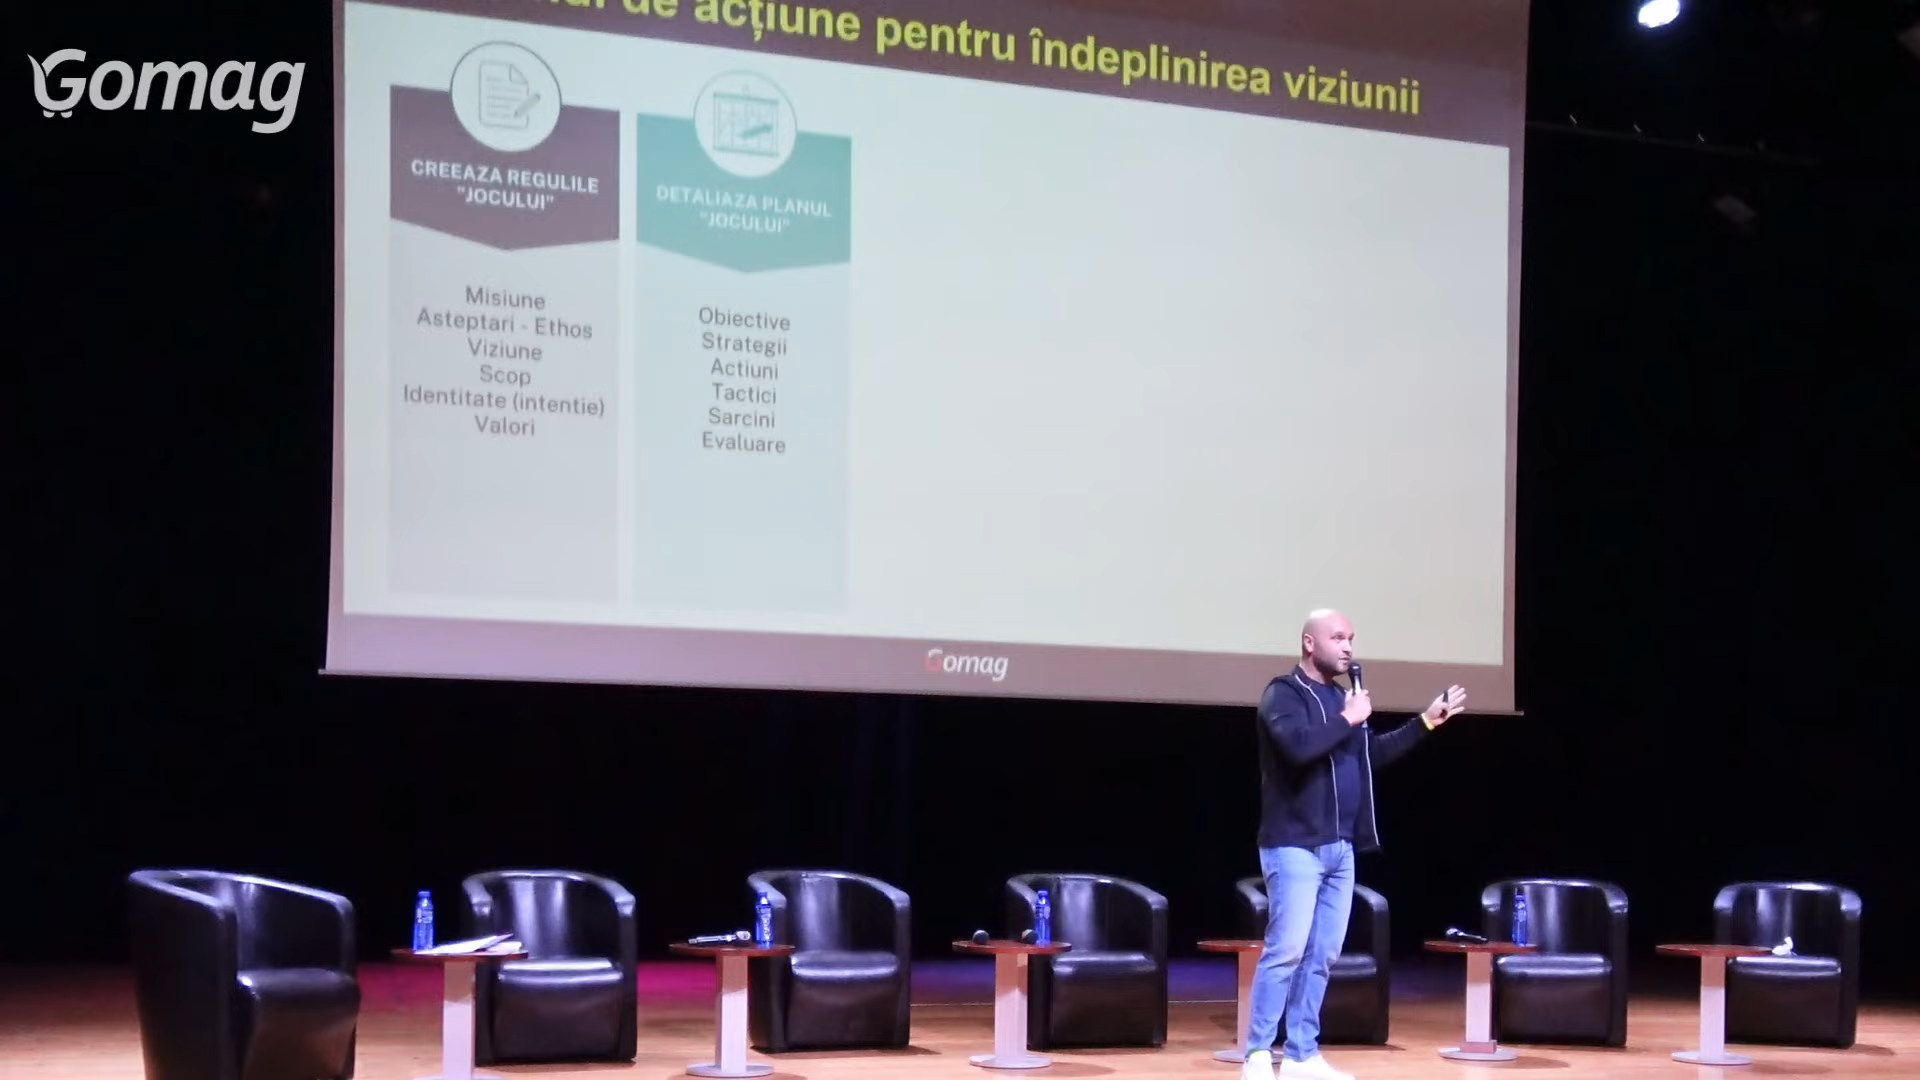 Gomag
de acțiune pentru îndeplinirea viziunii
CREEAZA REGULILE
"JOCULUI"
Misiune
Asteptari - Ethos
Viziune
Scop
Identitate (intentie)
Valori
DETALIAZA PLANUL
"JOCULUI"
Obiective
Strategii
Actiuni
Tactici
Sarcini
Evaluare
Gomag